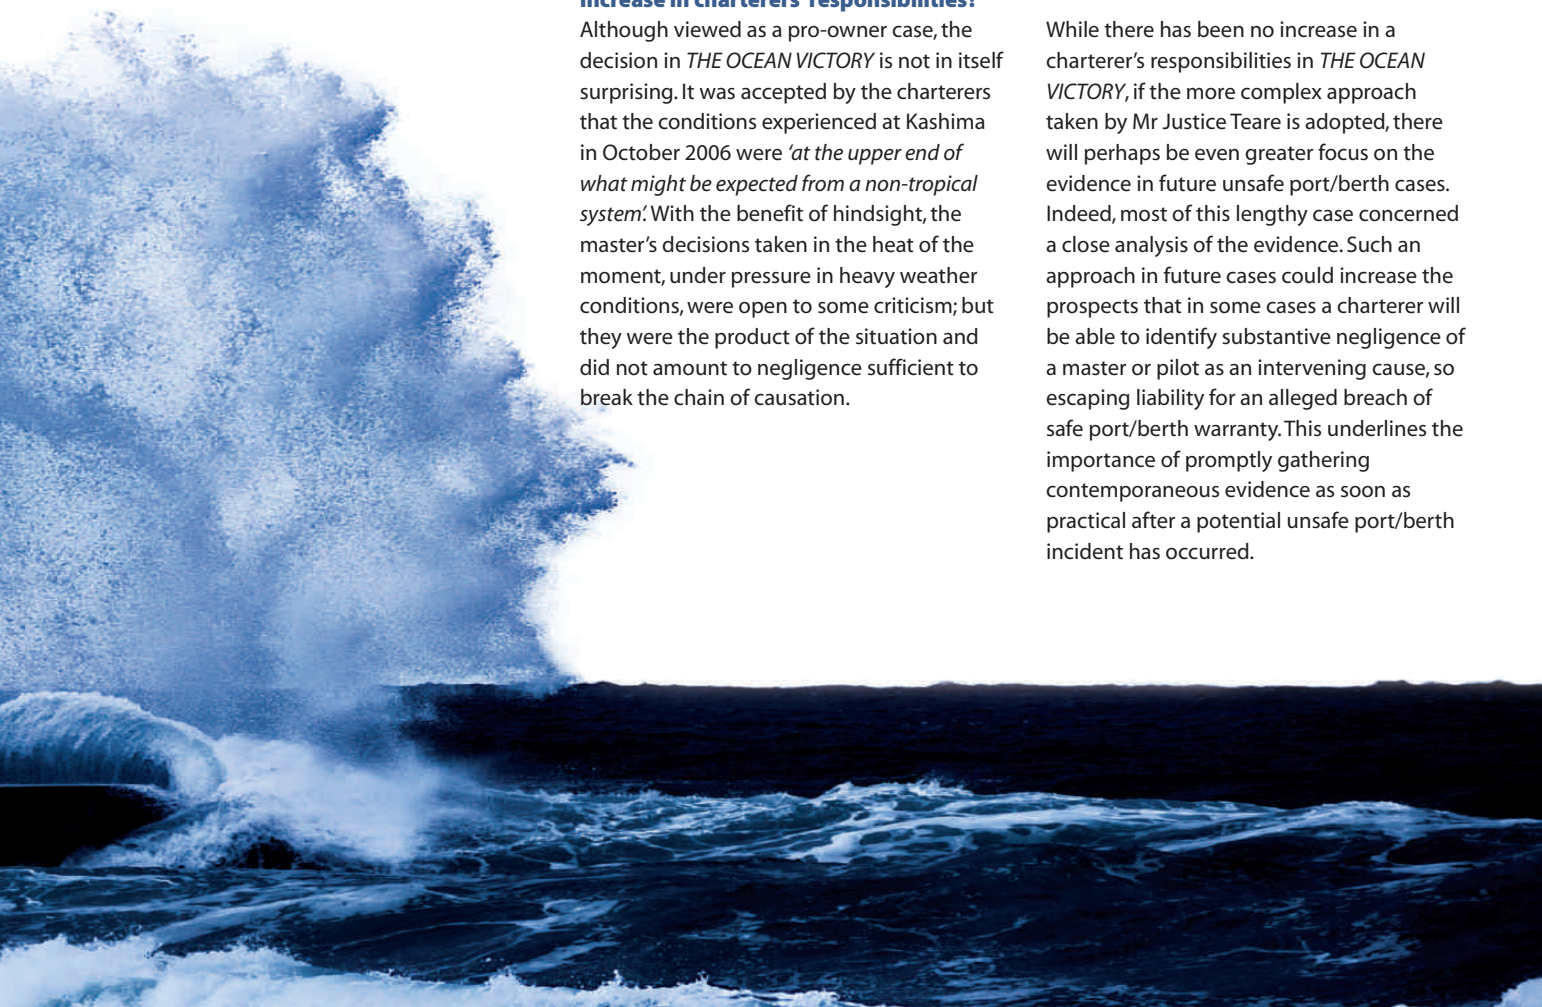 increase in charterers' responsibilities?
Although viewed as a pro-owner case, the
decision in THE OCEAN VICTORY is not in itself
surprising. It was accepted by the charterers
that the conditions experienced at Kashima
in October 2006 were ‘at the upper end of
what might be expected from a non-tropical
system’. With the benefit of hindsight, the
master’s decisions taken in the heat of the
moment, under pressure in heavy weather
conditions, were open to some criticism; but
they were the product of the situation and
did not amount to negligence sufficient to
break the chain of causation.
While there has been no increase in a
charterer’s responsibilities in THE OCEAN
VICTORY, if the more complex approach
taken by Mr Justice Teare is adopted, there
will perhaps be even greater focus on the
evidence in future unsafe port/berth cases.
Indeed, most of this lengthy case concerned
a close analysis of the evidence. Such an
approach in future cases could increase the
prospects that in some cases a charterer will
be able to identify substantive negligence of
a master or pilot as an intervening cause, so
escaping liability for an alleged breach of
safe port/berth warranty. This underlines the
importance of promptly gathering
contemporaneous evidence as soon as
practical after a potential unsafe port/berth
incident has occurred.